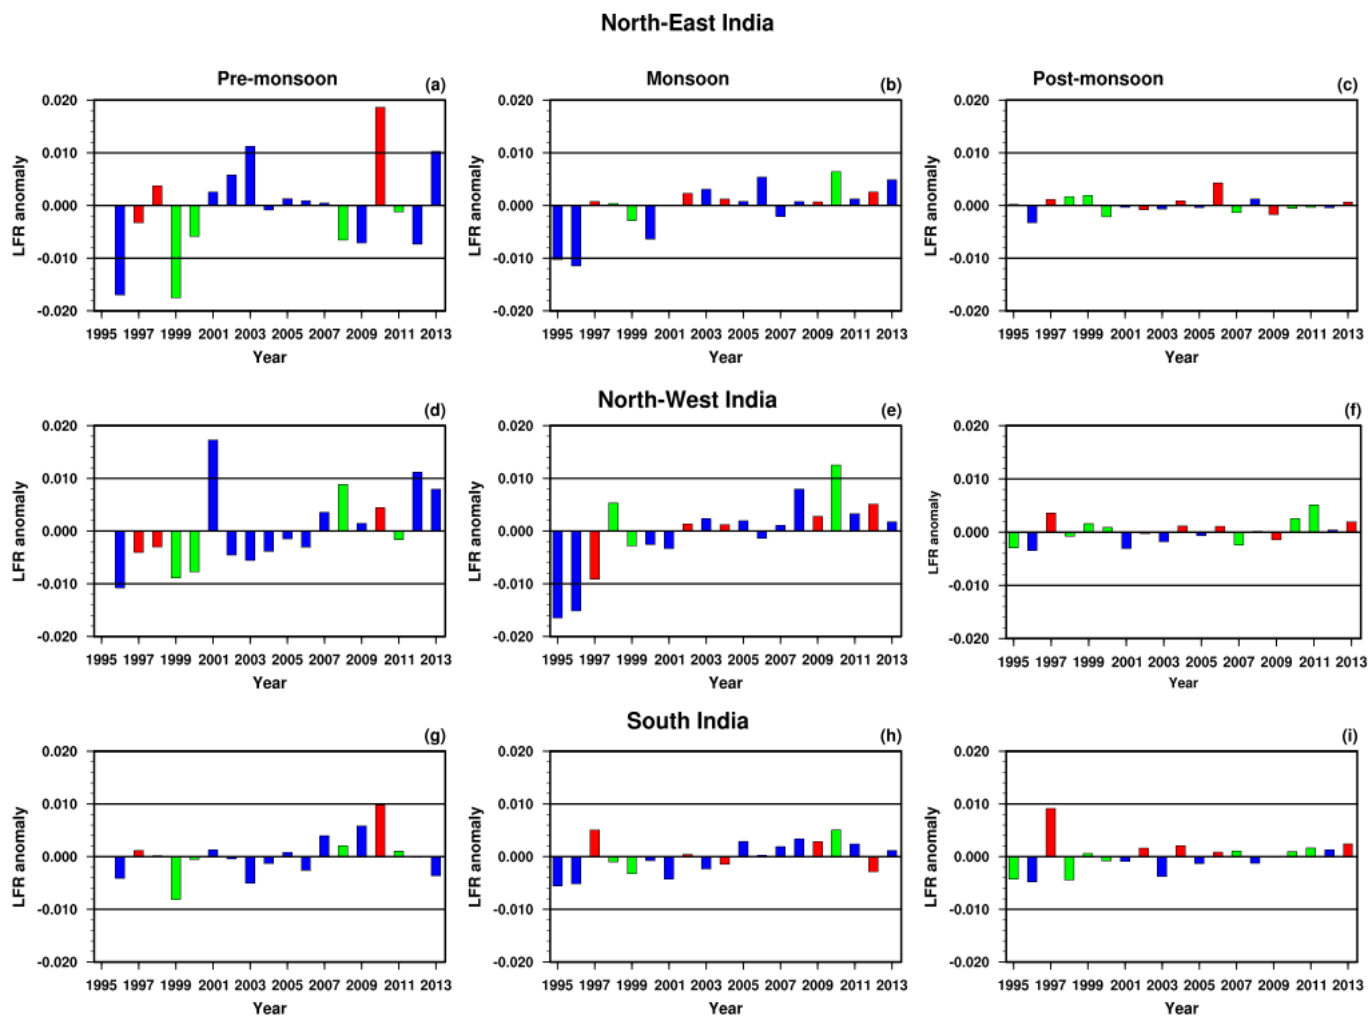 North-East India
Pre-monsoon (a) Monsoon (b) Post-monsoon (c)
LFR anomaly
0.020
0.010
0.000
-0.010
-0.020
1995 1997 1999 2001 2003 2005 2007 2009 2011 2013
Year
LFR anomaly
0.020
0.010
0.000
-0.010
-0.020
1995 1997 1999 2001 2003 2005 2007 2009 2011 2013
Year
LFR anomaly
0.020
0.010
0.000
-0.010
-0.020
1995 1997 1999 2001 2003 2005 2007 2009 2011 2013
Year
North-West India
(d) (e) (f)
LFR anomaly
0.020
0.010
0.000
-0.010
-0.020
1995 1997 1999 2001 2003 2005 2007 2009 2011 2013
Year
LFR anomaly
0.020
0.010
0.000
-0.010
-0.020
1995 1997 1999 2001 2003 2005 2007 2009 2011 2013
Year
LFR anomaly
0.020
0.010
0.000
-0.010
-0.020
1995 1997 1999 2001 2003 2005 2007 2009 2011 2013
Year
South India
(g) (h) (i)
LFR anomaly
0.020
0.010
0.000
-0.010
-0.020
1995 1997 1999 2001 2003 2005 2007 2009 2011 2013
Year
LFR anomaly
0.020
0.010
0.000
-0.010
-0.020
1995 1997 1999 2001 2003 2005 2007 2009 2011 2013
Year
LFR anomaly
0.020
0.010
0.000
-0.010
-0.020
1995 1997 1999 2001 2003 2005 2007 2009 2011 2013
Year